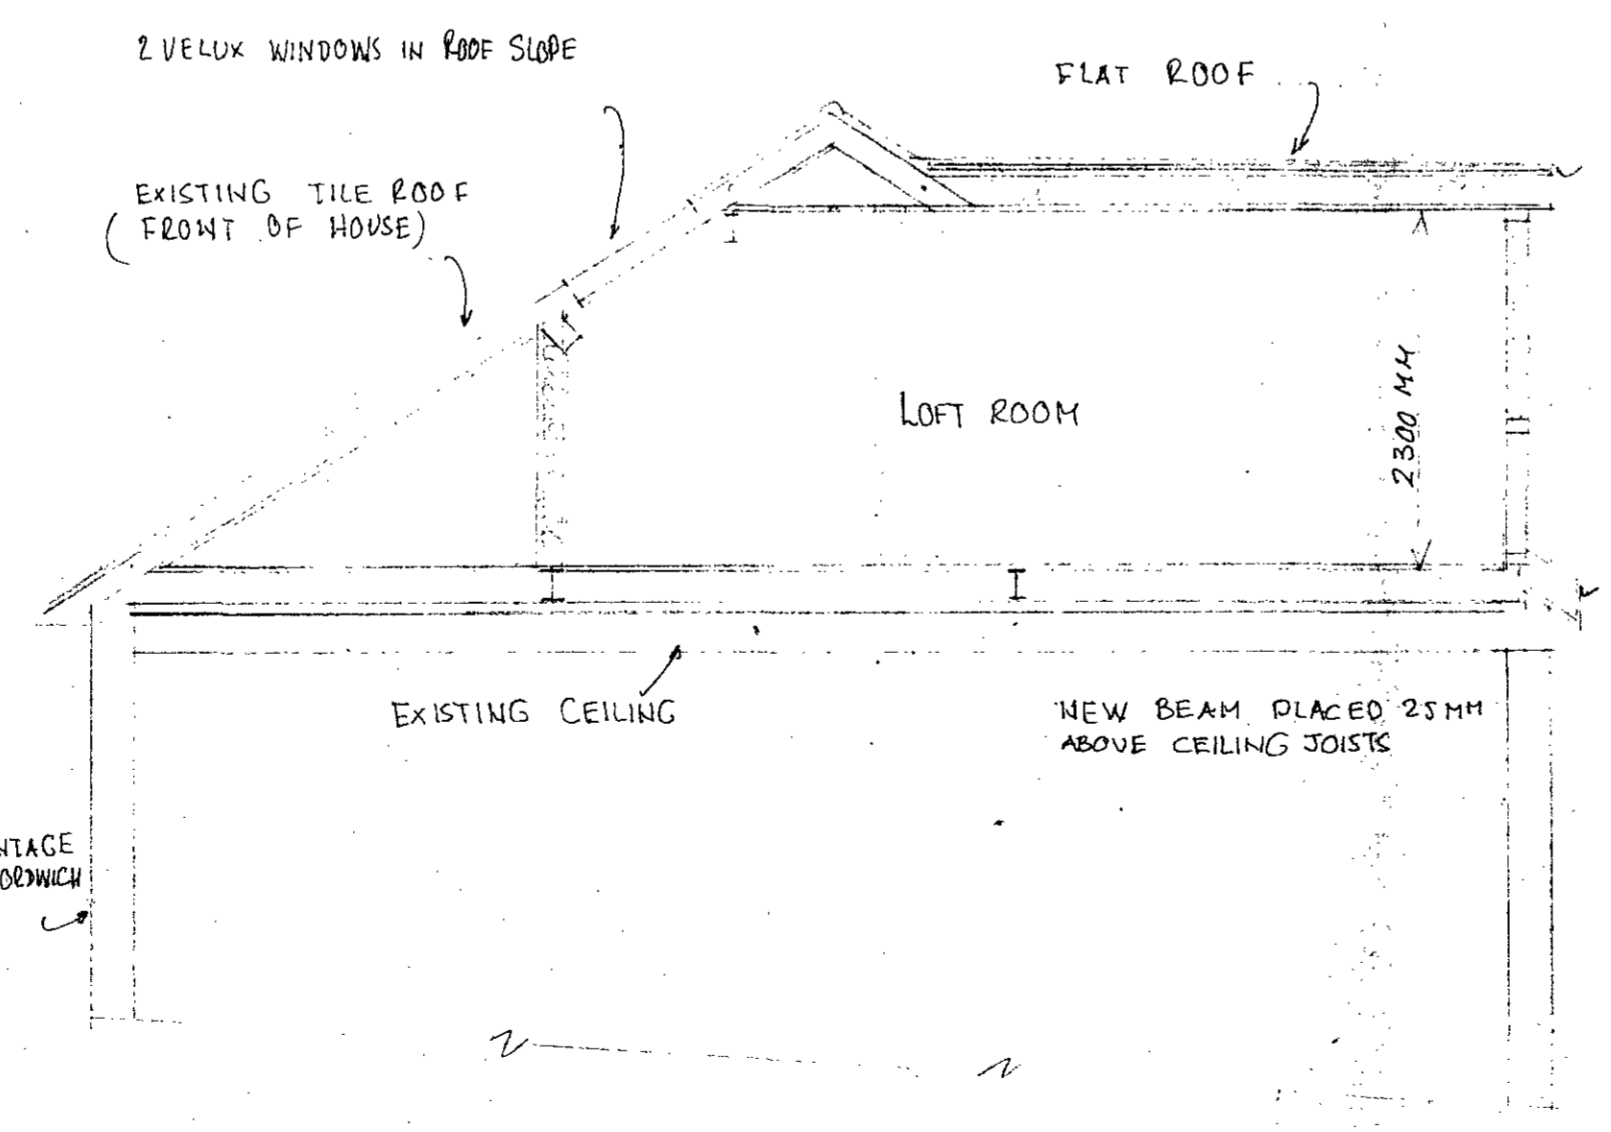 2 VELUX WINDOWS IN ROOF SLOPE
FLAT ROOF
EXISTING TILE ROOF
(FRONT OF HOUSE)
LOFT ROOM
2300 MM
EXISTING CEILING
NEW BEAM PLACED 25MM
ABOVE CEILING JOISTS
NTAGE
ORDWICH